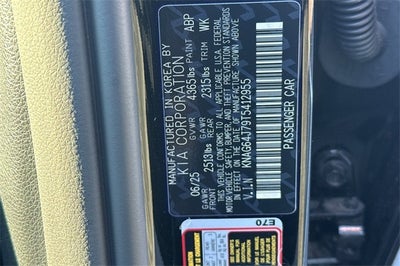 MANUFACTURED IN KOREA BY
KIA CORPORATION
06/25 GVWR 4365lbs PAINT ABP
GAWR FRONT 2513lbs GAWR REAR 2315lbs TRIM WK
THIS VEHICLE CONFORMS TO ALL APPLICABLE U.S.A. FEDERAL
MOTOR VEHICLE SAFETY, BUMPER, AND THEFT PREVENTION STANDARDS
IN EFFECT ON THE DATE OF MANUFACTURE SHOWN ABOVE.
KNAG64J79T5412955
V.I.N PASSENGER CAR
E70